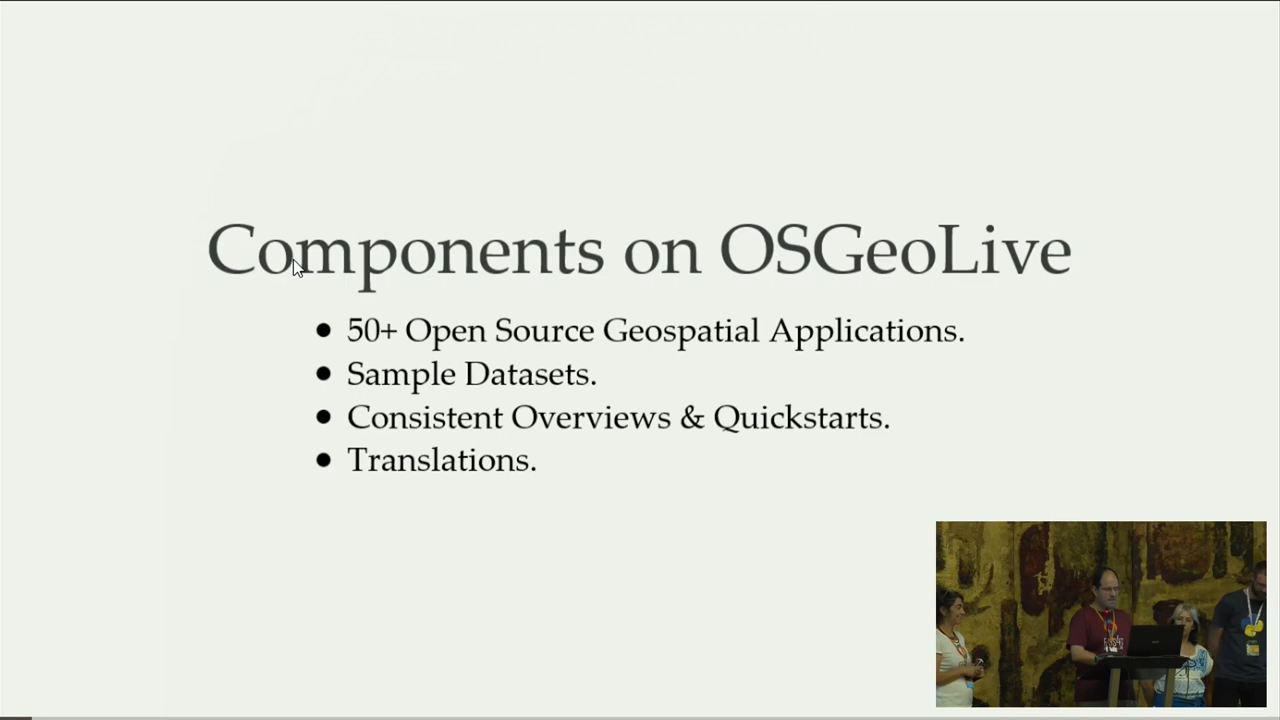 Components on OSGeoLive
● 50+ Open Source Geospatial Applications.
● Sample Datasets.
● Consistent Overviews & Quickstarts.
● Translations.